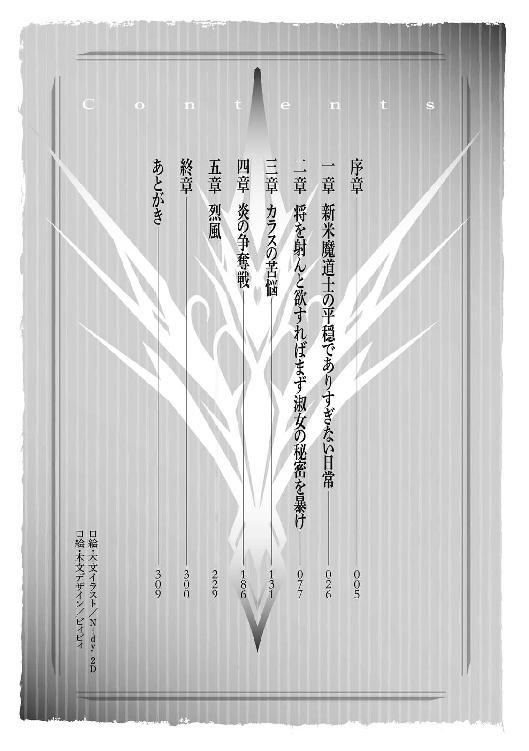 Contents
序章 005
一章 新米魔道士の平穏でありすぎない日常 026
二章 将を射んと欲すればまず淑女の秘密を暴け 077
三章 カラスの苦悩 131
四章 炎の争奪戦 186
五章 烈風 229
終章 300
あとがき 309
口絵・本文イラスト/Nidy-2D
口絵・本文デザイン/ビィピィ